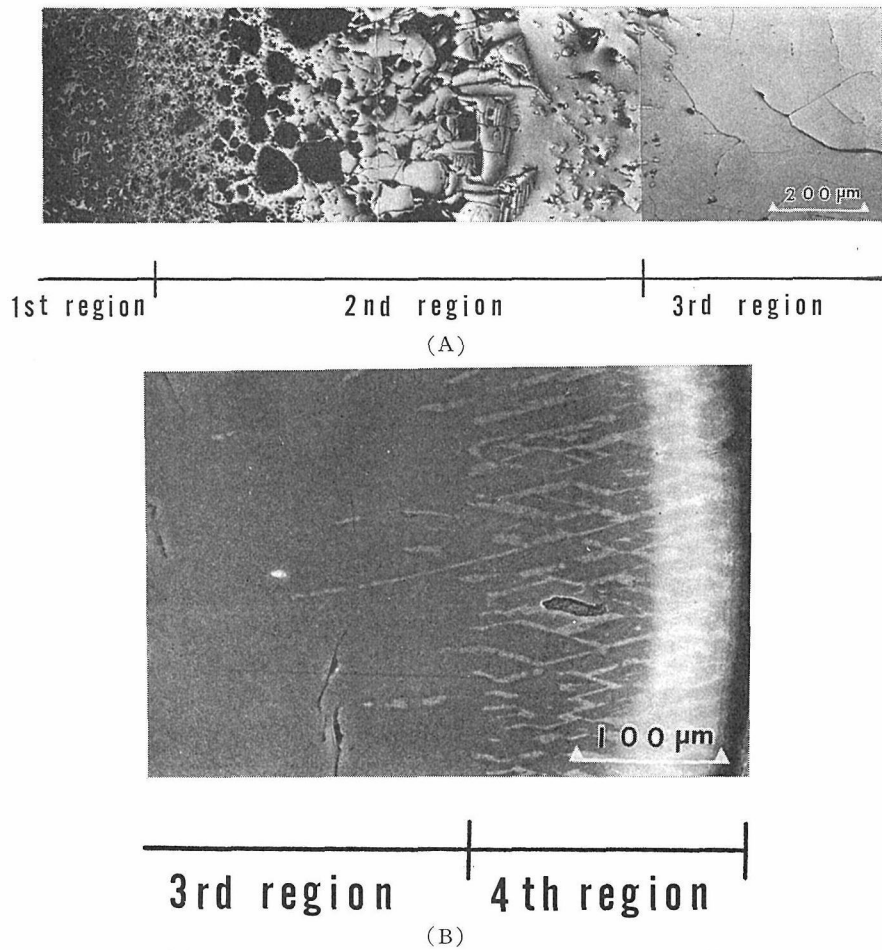 200 µm
1st region 2nd region 3rd region
(A)
100 µm
3rd region 4th region
(B)